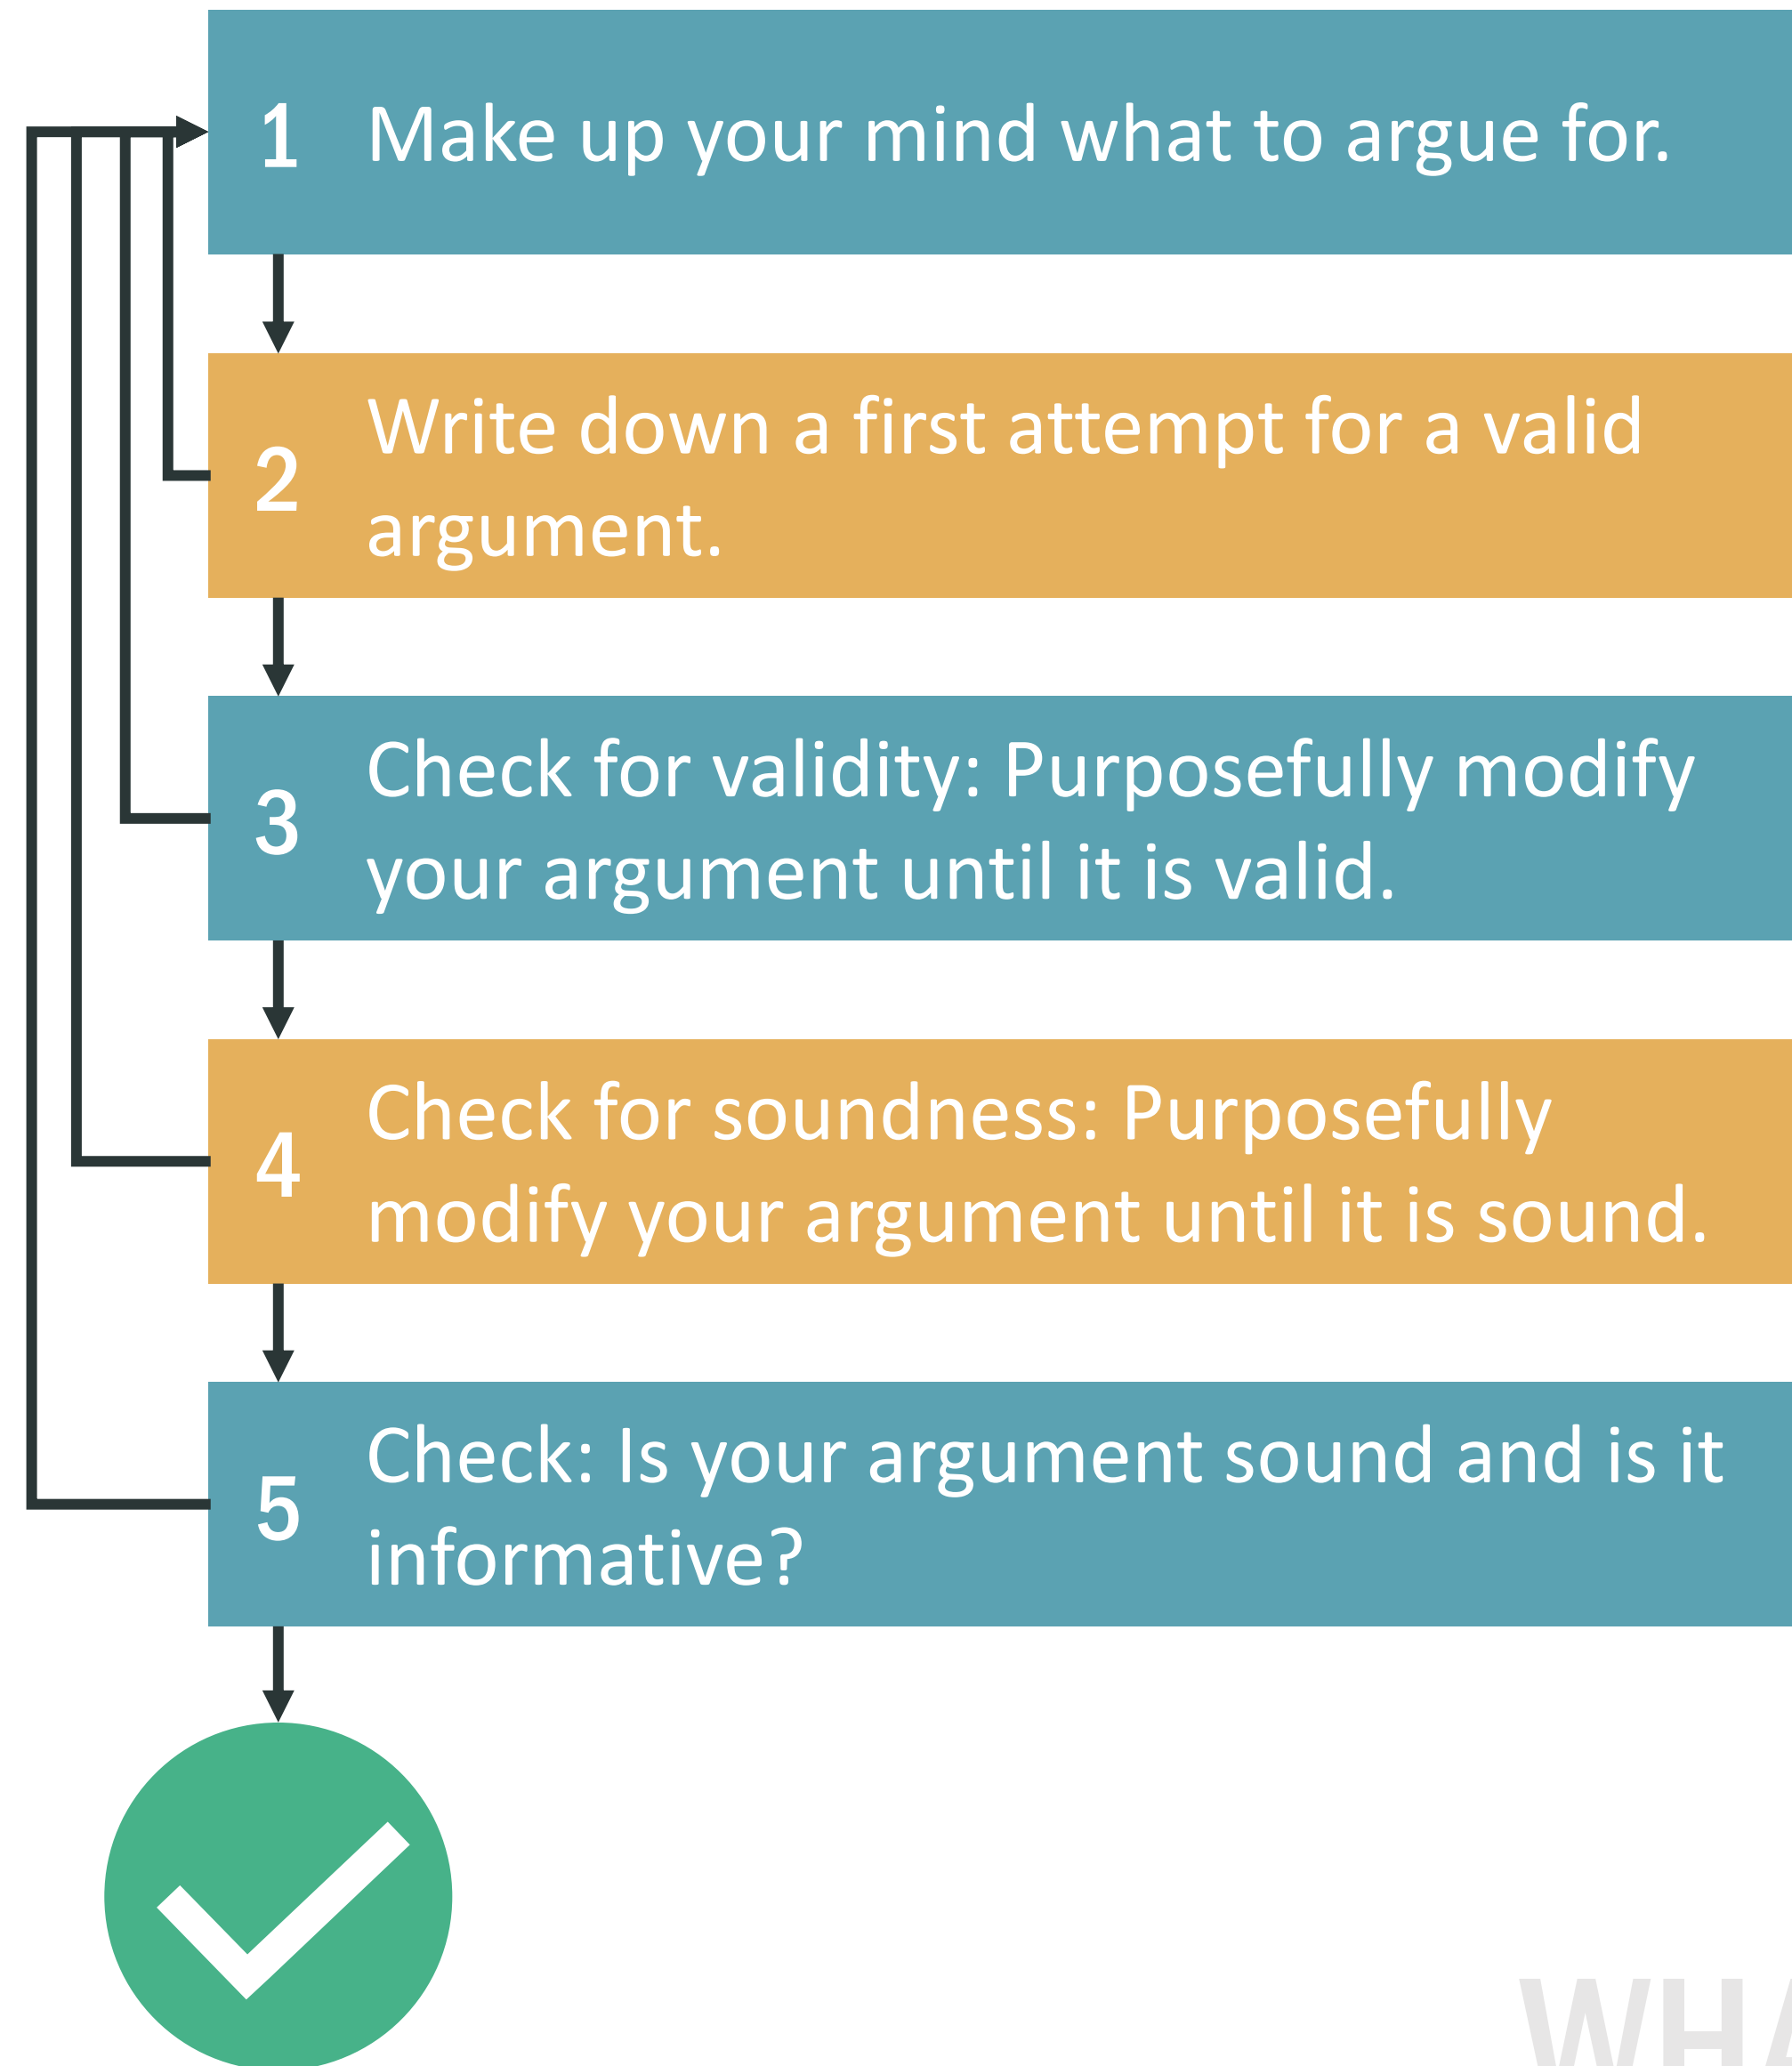 1 Make up your mind what to argue for.
2 Write down a first attempt for a valid
argument.
3 Check for validity: Purposefully modify
your argument until it is valid.
4 Check for soundness: Purposefully
modify your argument until it is sound.
5 Check: Is your argument sound and is it
informative?